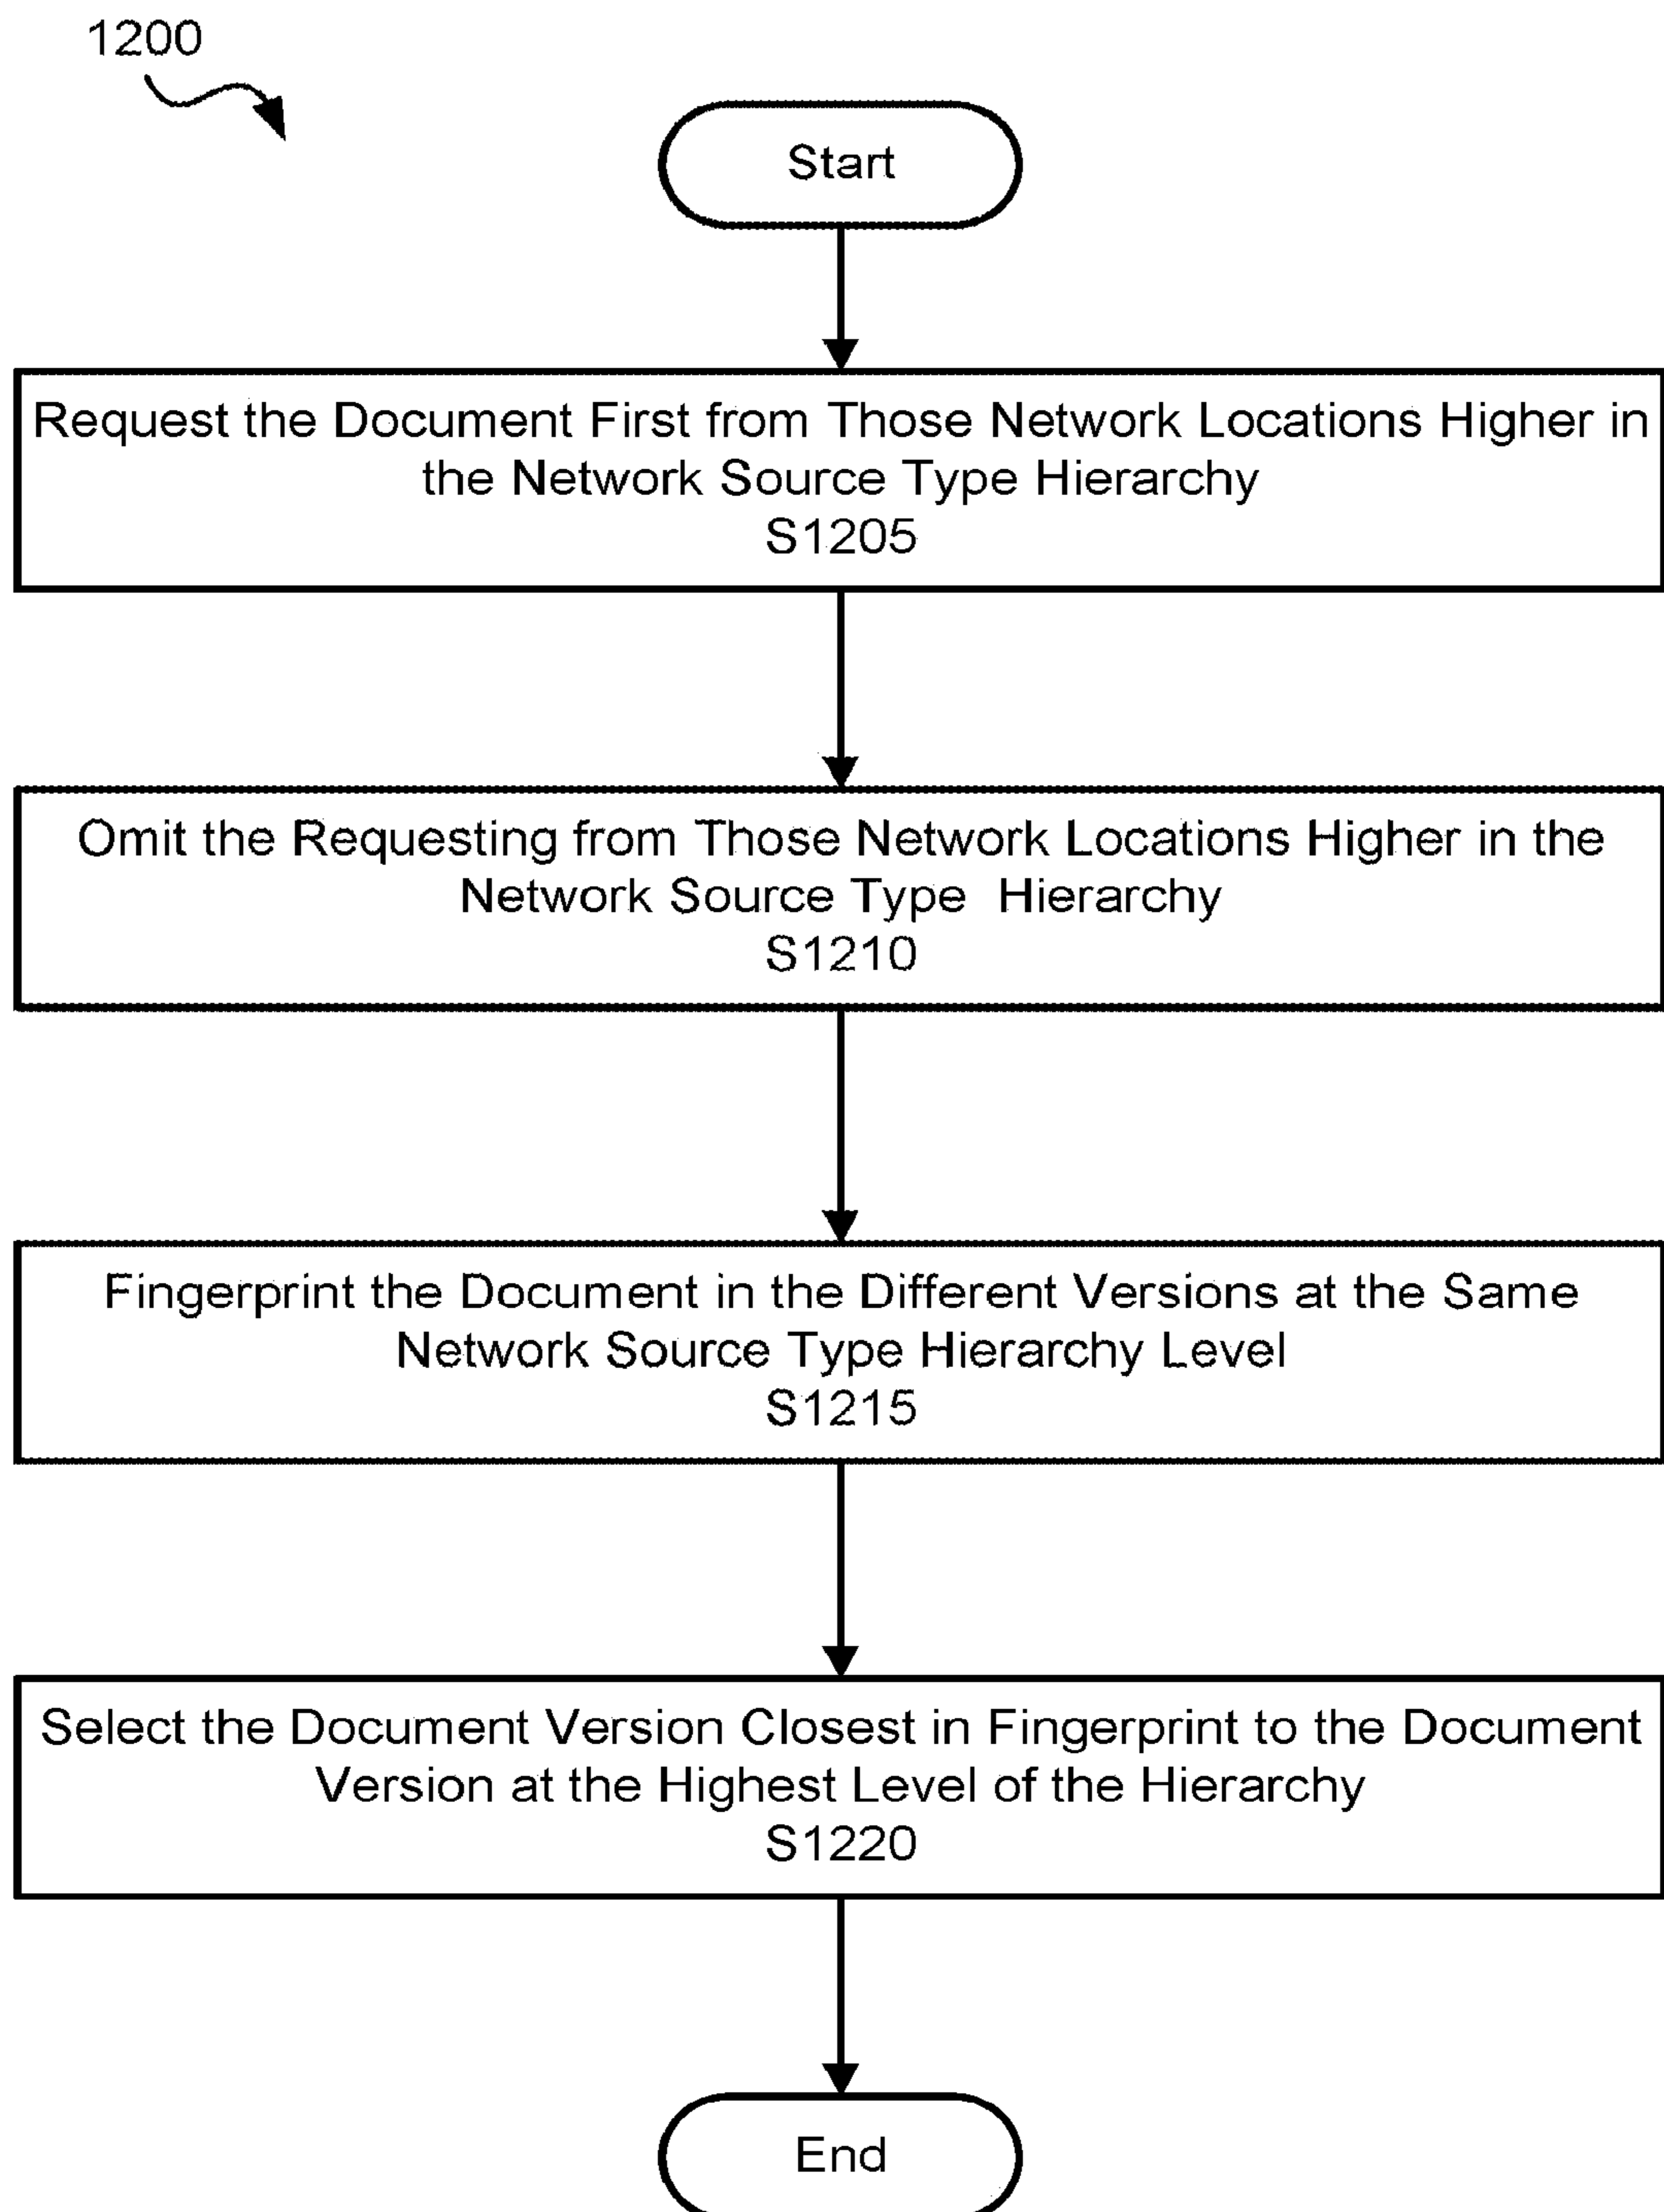 1200
Start
Request the Document First from Those Network Locations Higher in
the Network Source Type Hierarchy
S1205
Omit the Requesting from Those Network Locations Higher in the
Network Source Type Hierarchy
S1210
Fingerprint the Document in the Different Versions at the Same
Network Source Type Hierarchy Level
S1215
Select the Document Version Closest in Fingerprint to the Document
Version at the Highest Level of the Hierarchy
S1220
End